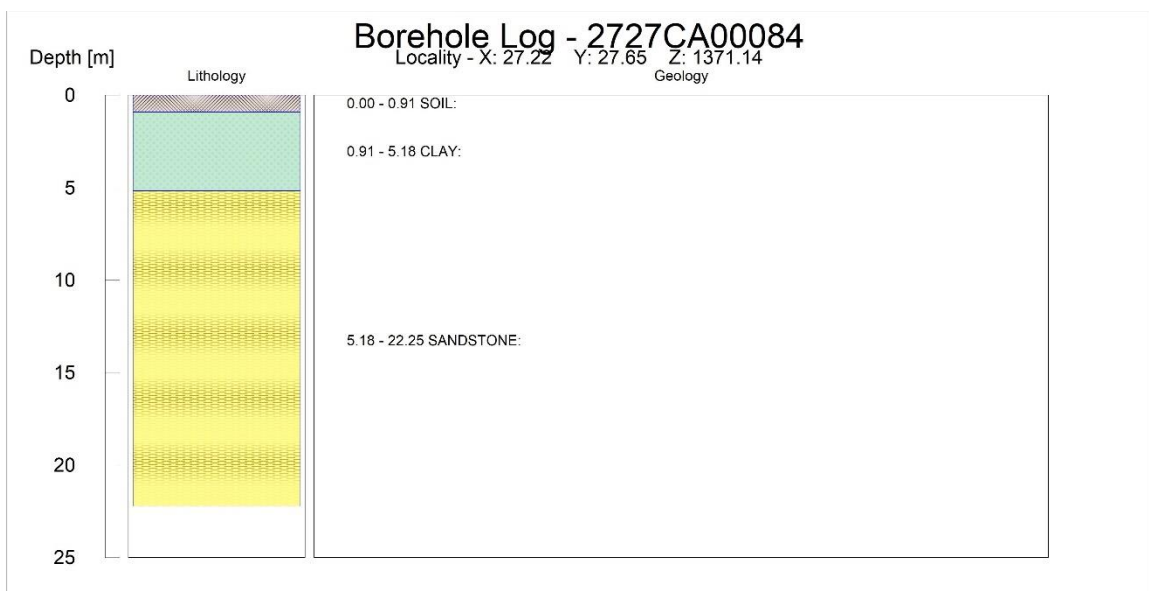 Borehole Log - 2727CA00084
Depth [m]
Locality - X: 27.22 Y: 27.65 Z: 1371.14
Lithology
Geology
0
0.00 - 0.91 SOIL:
0.91 - 5.18 CLAY:
5
10
5.18 - 22.25 SANDSTONE:
15
20
25